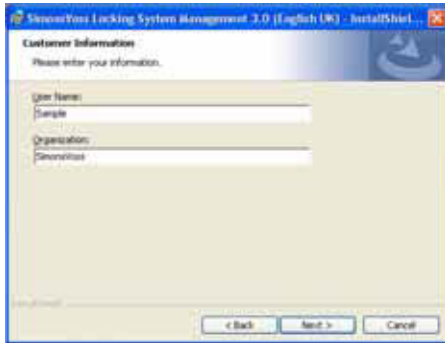 SimonsVoss Locking System Management 3.0 (English UK) - InstallShield...
Customer Information
Please enter your information.
User Name:
Sample
Organization:
SimonsVoss
< Back
Next >
Cancel